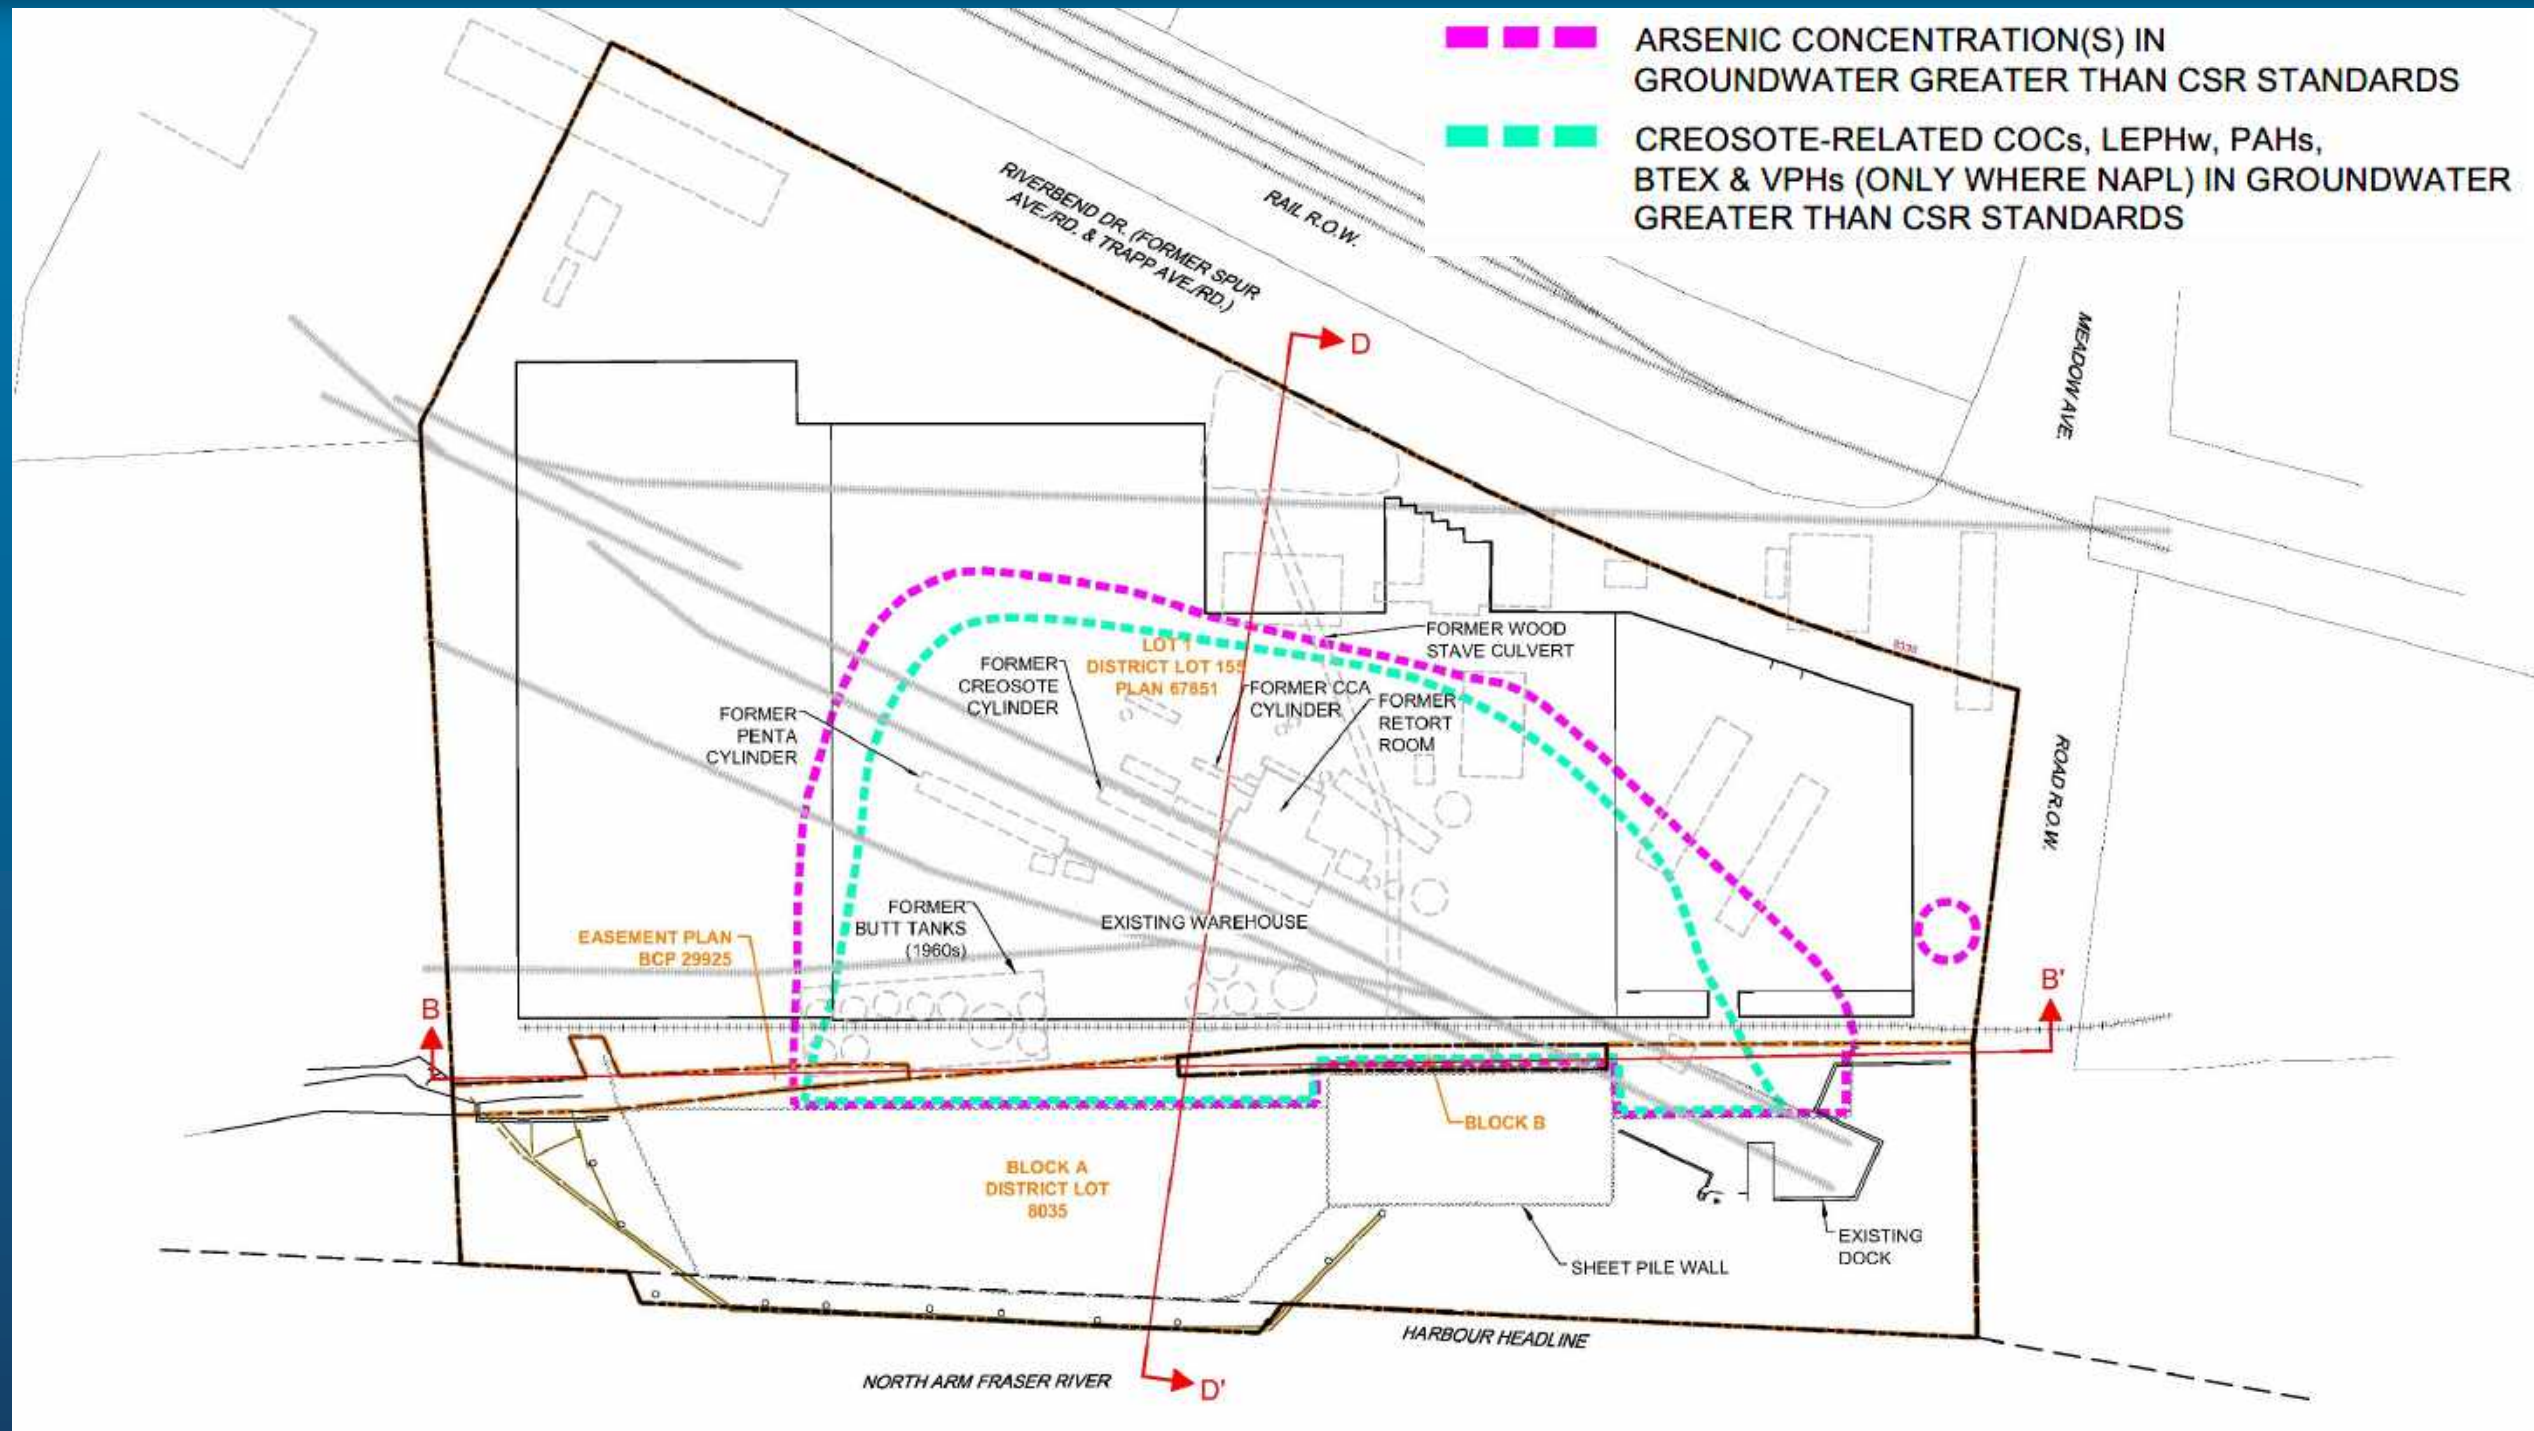 ARSENIC CONCENTRATION(S) IN
GROUNDWATER GREATER THAN CSR STANDARDS
CREOSOTE-RELATED COCs, LEPHw, PAHs,
BTEX & VPHs (ONLY WHERE NAPL) IN GROUNDWATER
GREATER THAN CSR STANDARDS
RIVERBEND DR. (FORMER SPUR
AVE./RD. & TRAPP AVE./RD.)
RAIL R.O.W.
MEADOW AVE.
D
FORMER WOOD
STAVE CULVERT
LOT 1
DISTRICT LOT 155
PLAN 67851
FORMER
CREOSOTE
CYLINDER
FORMER CCA
CYLINDER
FORMER
RETORT
ROOM
FORMER
PENTA
CYLINDER
ROAD R.O.W.
FORMER
BUTT TANKS
(1960s)
EXISTING WAREHOUSE
EASEMENT PLAN
BCP 29925
B
B'
BLOCK B
BLOCK A
DISTRICT LOT
8035
EXISTING
DOCK
SHEET PILE WALL
HARBOUR HEADLINE
NORTH ARM FRASER RIVER
D'